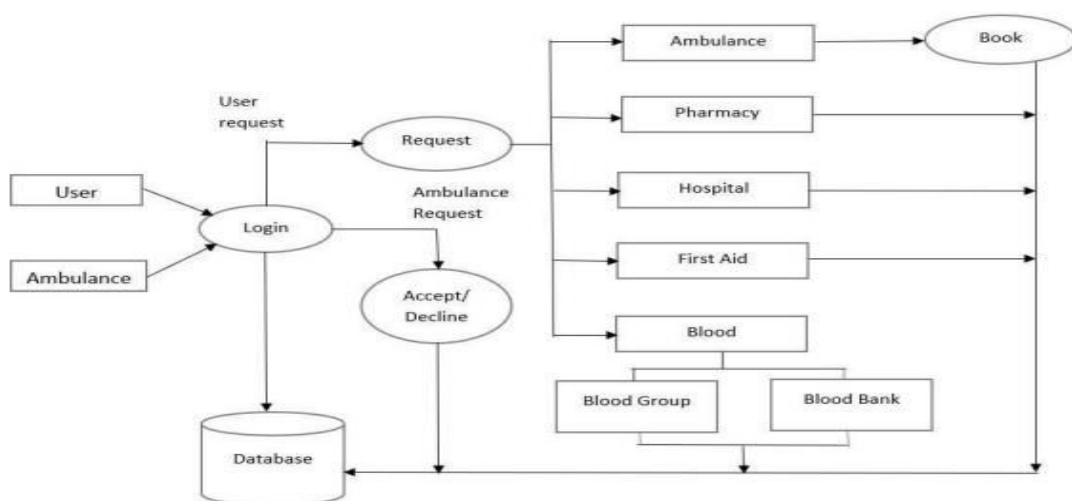 Ambulance
Book
User
request
Request
Pharmacy
User
Ambulance
Request
Hospital
Login
Ambulance
First Aid
Accept/
Decline
Blood
Blood Group
Blood Bank
Database